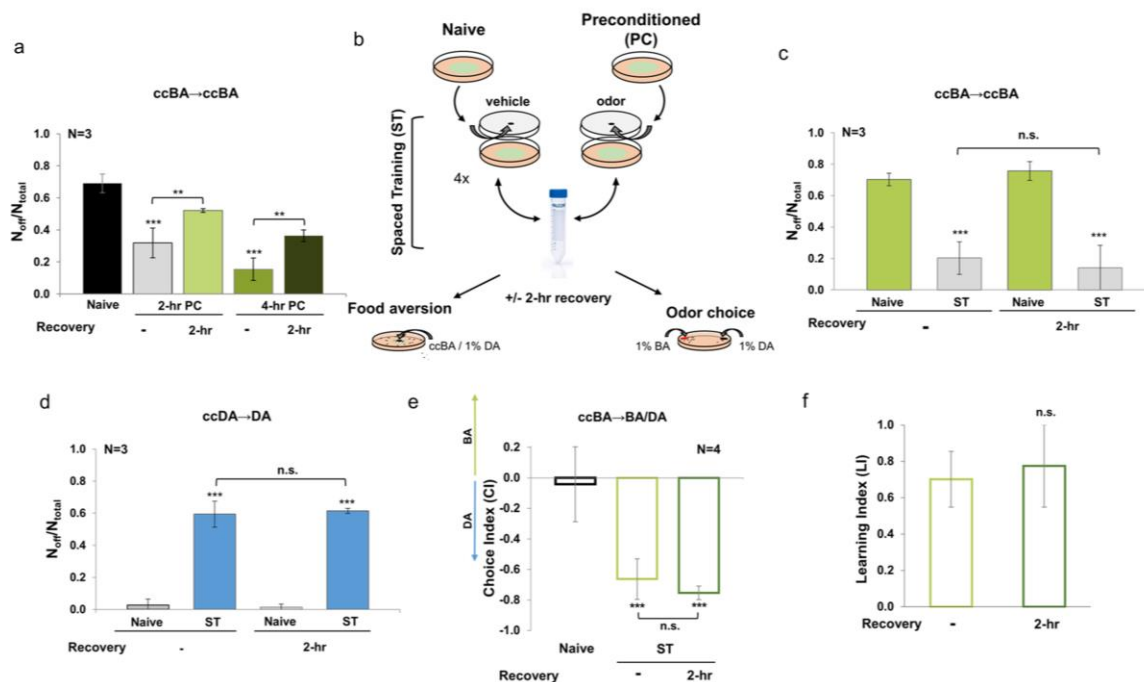 a
ccBA→ccBA
N=3
Noff/Ntotal
1.0
0.8
0.6
0.4
0.2
0.0
***
**
***
**
Naive
2-hr PC
4-hr PC
Recovery
-
2-hr
-
2-hr
b
Naive
Preconditioned
(PC)
vehicle
odor
Spaced Training (ST)
4x
+/- 2-hr recovery
Food aversion
ccBA / 1% DA
Odor choice
1% BA
1% DA
c
ccBA→ccBA
N=3
n.s.
Noff/Ntotal
1.0
0.8
0.6
0.4
0.2
0.0
***
***
Naive
ST
Naive
ST
Recovery
-
2-hr
d
ccDA→DA
N=3
n.s.
Noff/Ntotal
1.0
0.8
0.6
0.4
0.2
0.0
***
***
Naive
ST
Naive
ST
Recovery
-
2-hr
e
ccBA→BA/DA
N=4
BA
DA
Choice Index (CI)
0.2
0.0
-0.2
-0.4
-0.6
-0.8
-1.0
***
***
n.s.
Naive
ST
Recovery
-
2-hr
f
n.s.
Learning Index (LI)
1.0
0.8
0.6
0.4
0.2
0.0
Recovery
-
2-hr